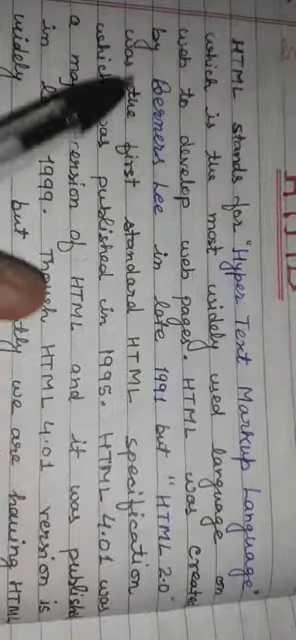 HTML
HTML stands for "Hyper Text Markup Language"
which is the most widely used language on
web to develop web pages. HTML was create
by Berners Lee in late 1991 but "HTML 2.0"
was the first standard HTML specification
which was published in 1995. HTML 4.01 was
a version of HTML and it was publishe
in 1999. Though HTML 4.01 version is
widely but we are having HTML